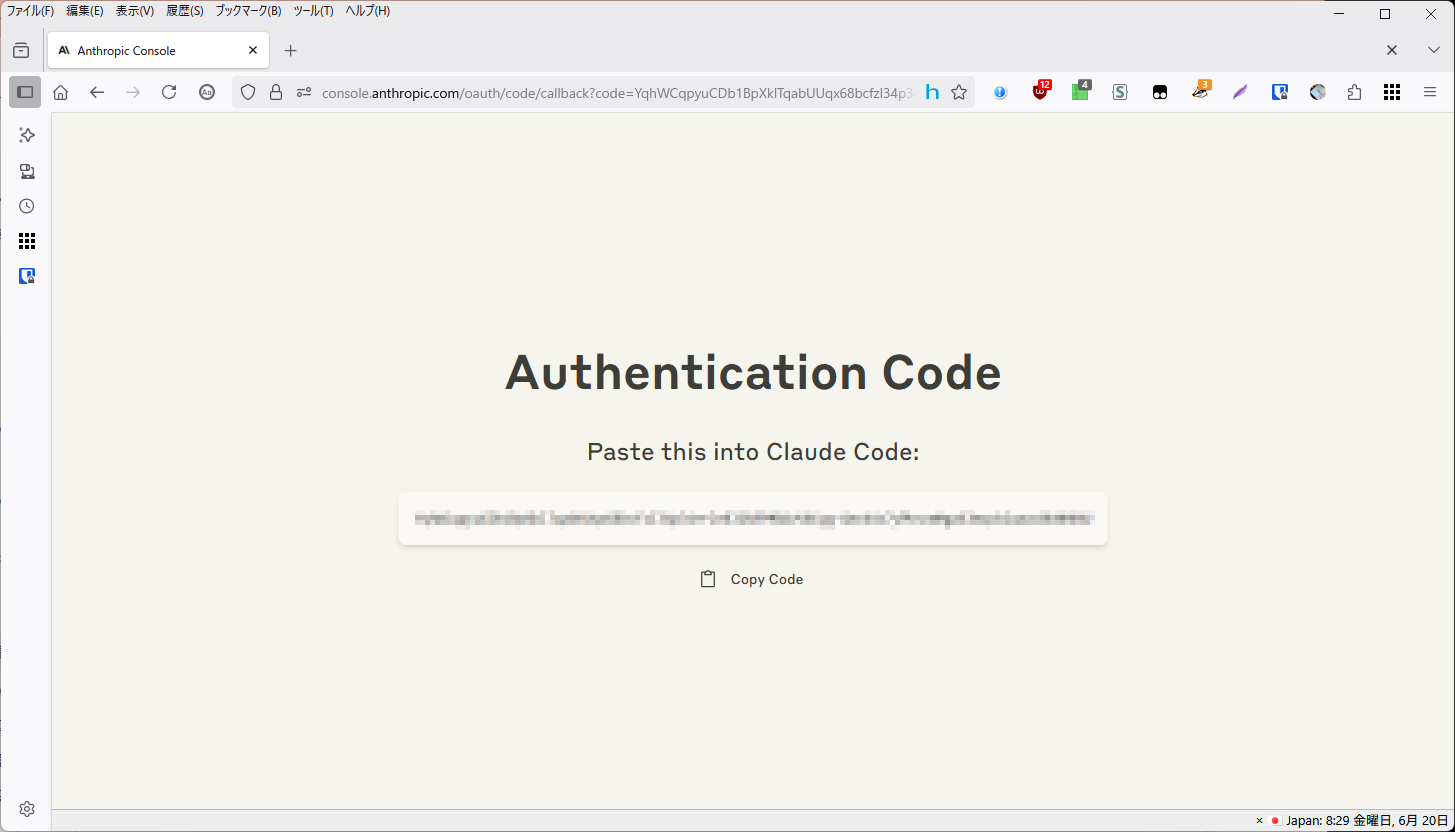 ファイル(F) 編集(E) 表示(V) 履歴(S) ブックマーク(B) ツール(T) ヘルプ(H)
Anthropic Console
console.anthropic.com/oauth/code/callback?code=
12
4
3
Authentication Code
Paste this into Claude Code:
Copy Code
× Japan: 8:29 金曜日, 6月 20日